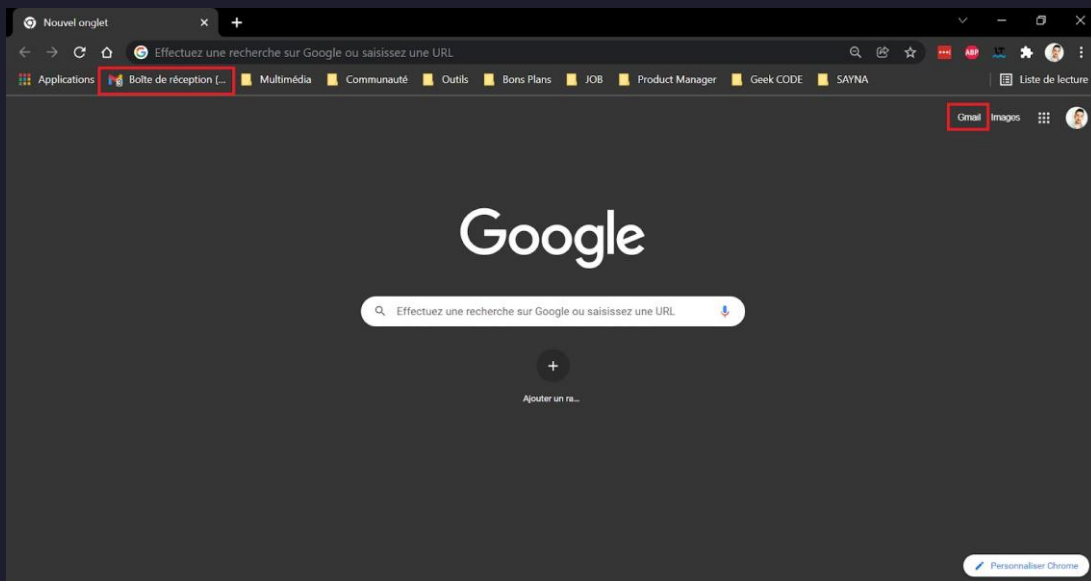 Nouvel onglet
Effectuez une recherche sur Google ou saisissez une URL
ABP
Applications Boîte de réception (... Multimédia Communauté Outils Bons Plans JOB Product Manager Geek CODE SAYNA Liste de lecture
Gmail Images
Google
Effectuez une recherche sur Google ou saisissez une URL
Ajouter un ra...
Personnaliser Chrome